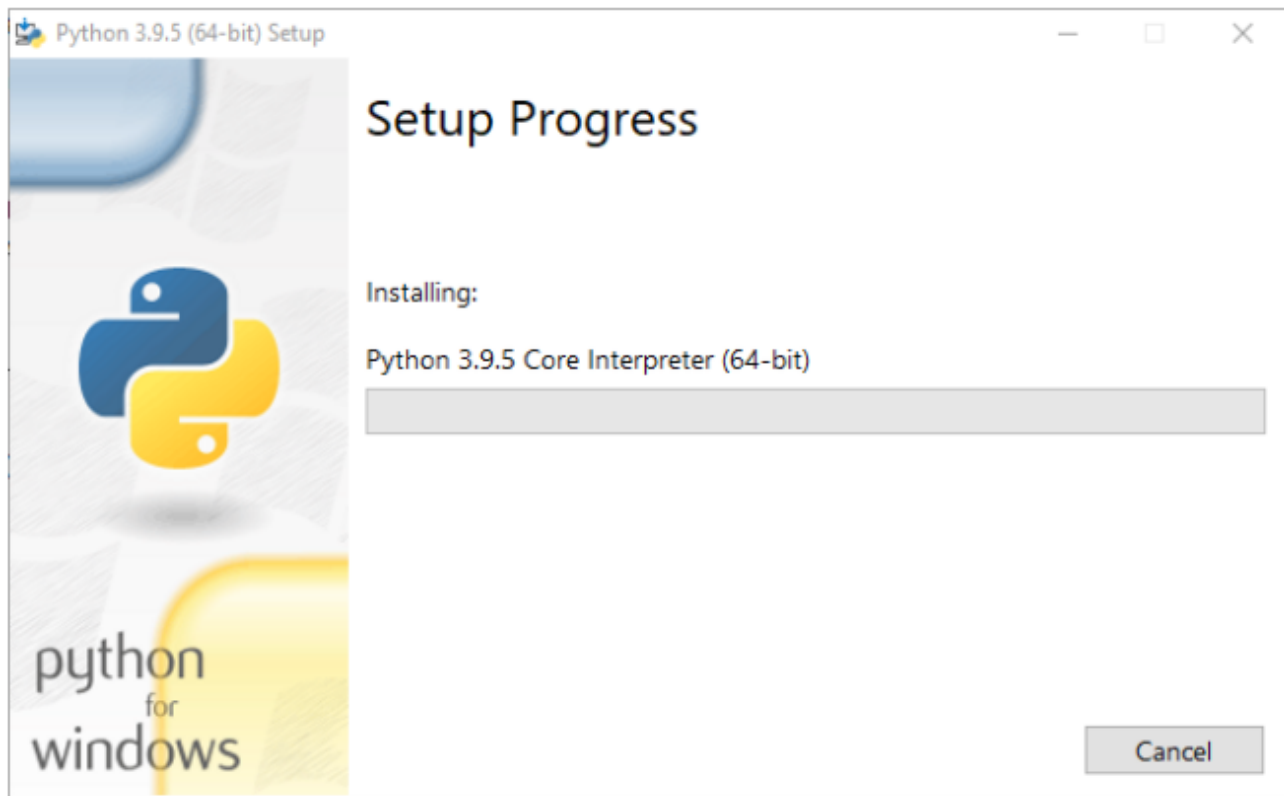 Python 3.9.5 (64-bit) Setup
Setup Progress
Installing:
Python 3.9.5 Core Interpreter (64-bit)
python
for
windows
Cancel